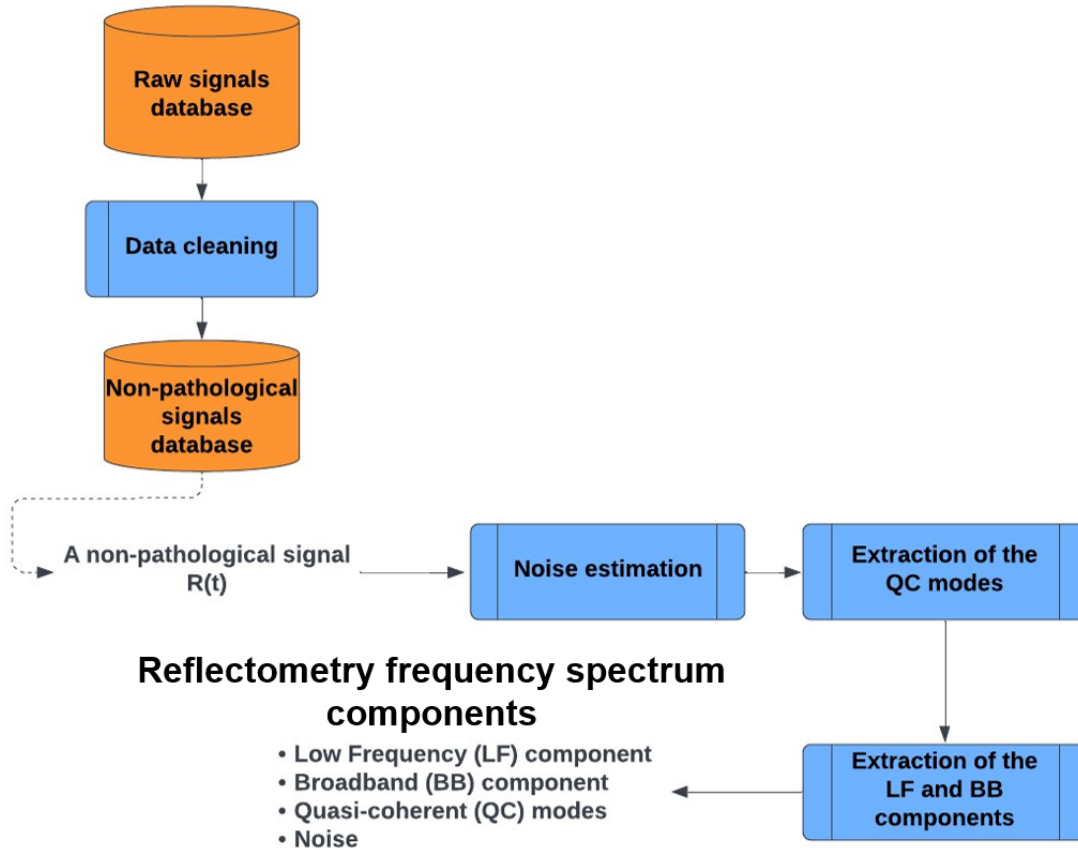 Raw signals
database
Data cleaning
Non-pathological
signals
database
A non-pathological signal
R(t)
Noise estimation
Extraction of the
QC modes
Extraction of the
LF and BB
components
Reflectometry frequency spectrum
components
• Low Frequency (LF) component
• Broadband (BB) component
• Quasi-coherent (QC) modes
• Noise